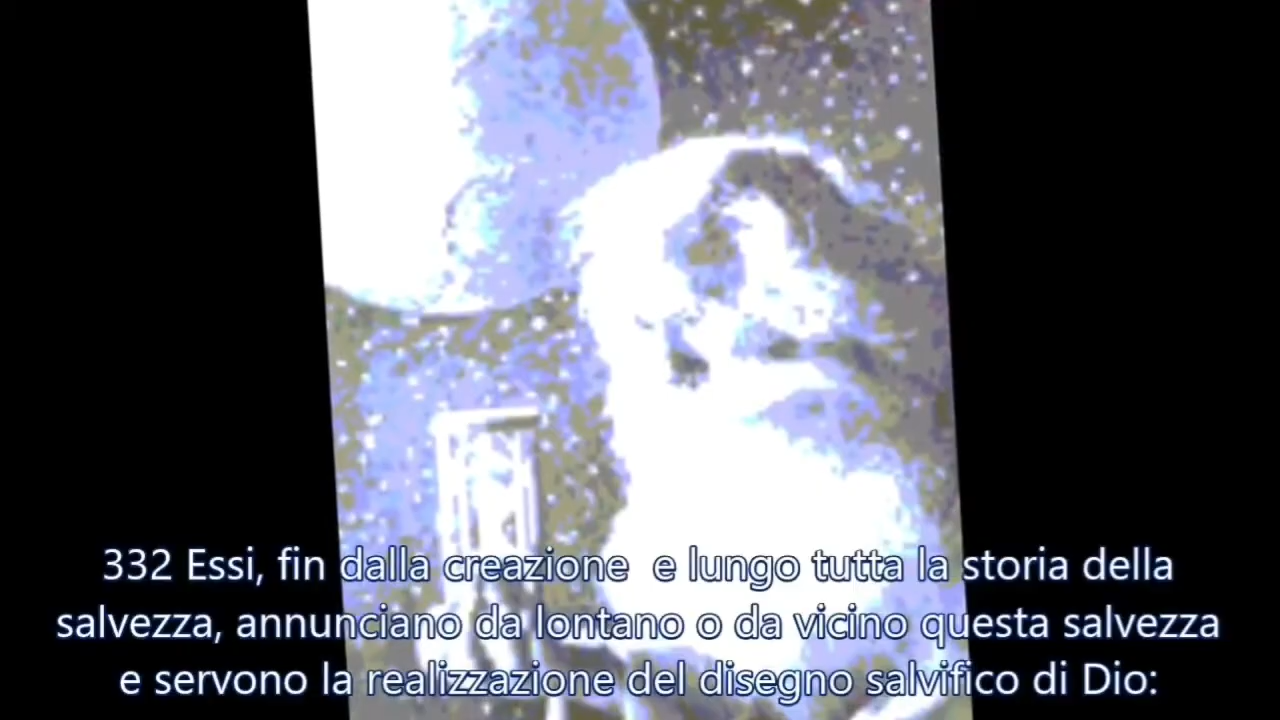 332 Essi, fin dalla creazione  e lungo tutta la storia della
salvezza, annunciano da lontano o da vicino questa salvezza
e servono la realizzazione del disegno salvifico di Dio: